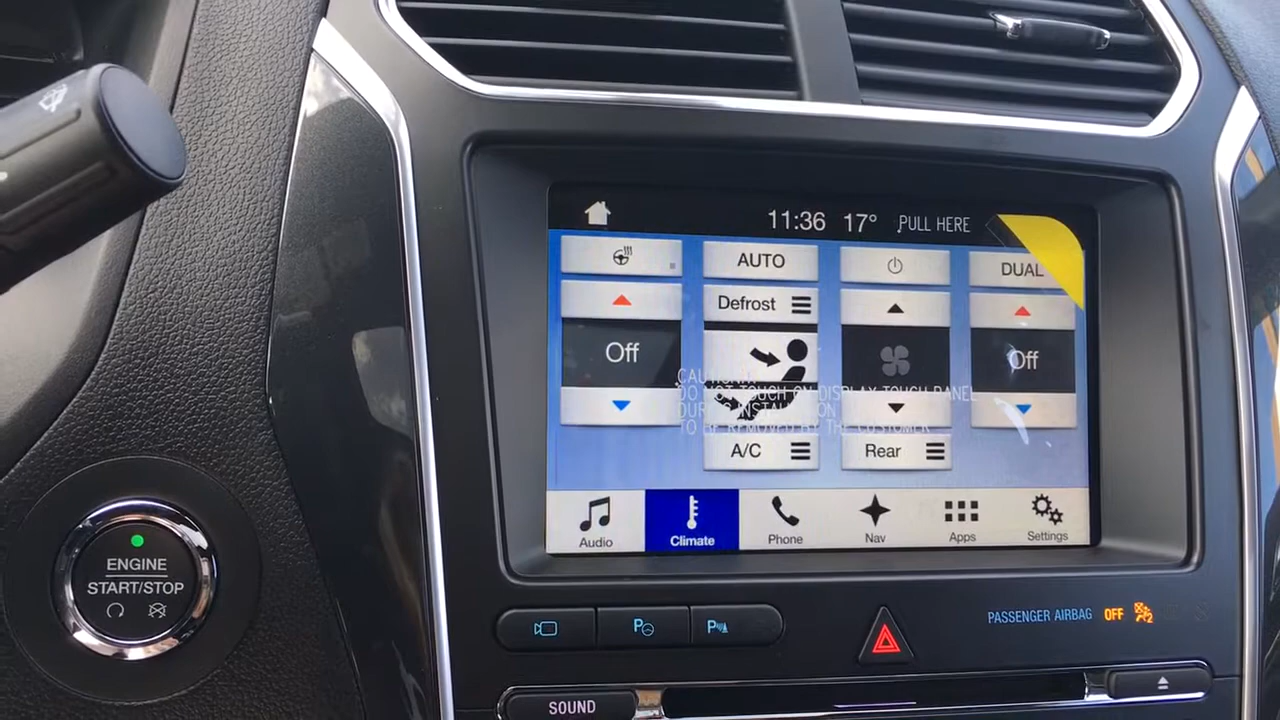 11:36 17° PULL HERE
AUTO
DUAL
Defrost
Off
Off
CAUTION:
DO NOT TOUCH ON DISPLAY TOUCH PANEL
DURING INSTALLATION
TO BE REMOVED BY THE CUSTOMER
A/C
Rear
Audio
Climate
Phone
Nav
Apps
Settings
ENGINE
START/STOP
P
P
PASSENGER AIRBAG OFF
2
SOUND